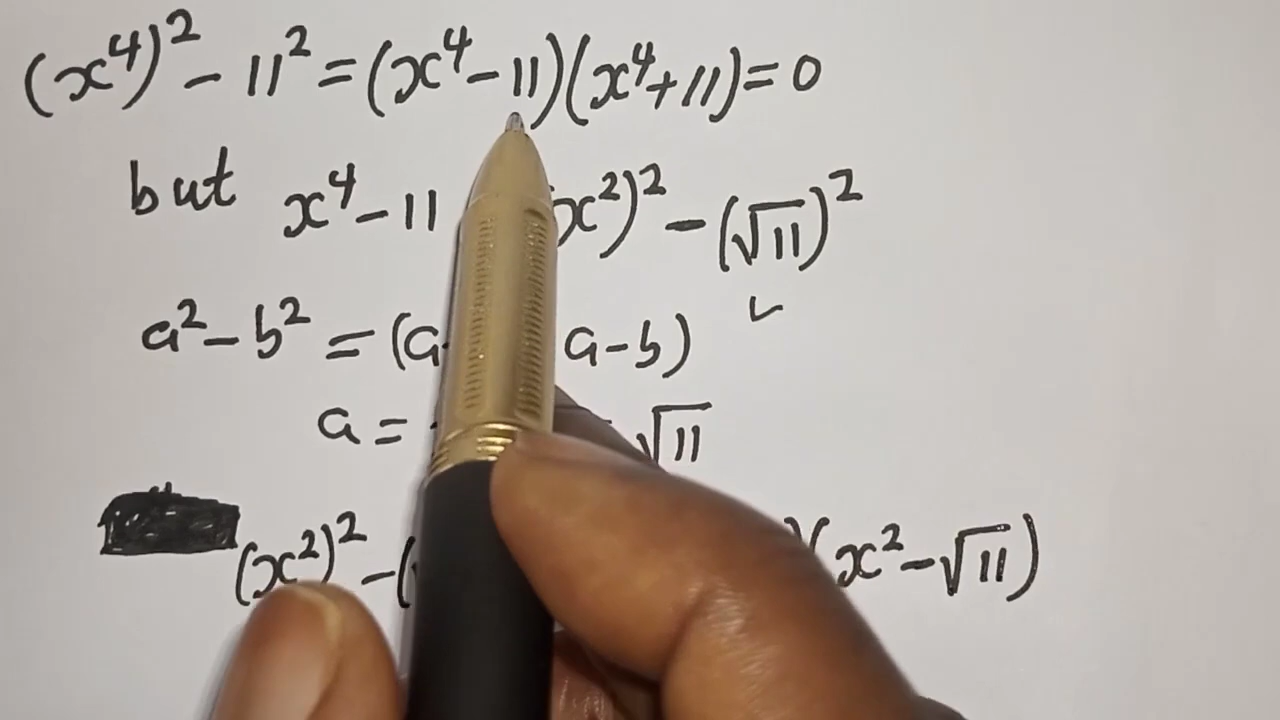 (x⁴)² - 11² = (x⁴ - 11)(x⁴ + 11) = 0
but x⁴ - 11 x²)² - (√11)²
a² - b² = (a a - b)
a = √11
(x²)² - ( )(x² - √11)